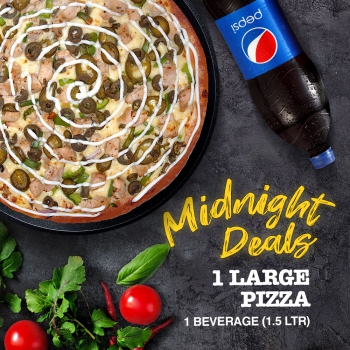 pepsi
Midnight
Deals
1 LARGE
PIZZA
1 BEVERAGE (1.5 LTR)